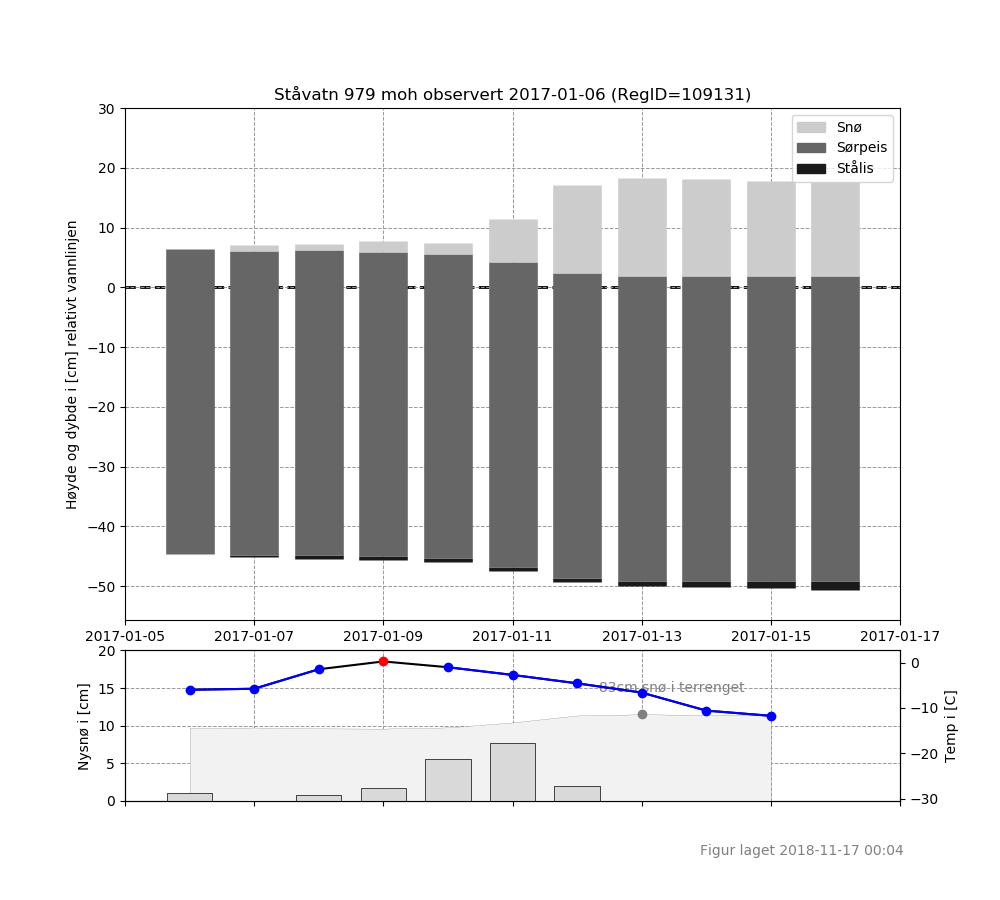 Ståvatn 979 moh observert 2017-01-06 (RegID=109131)
Snø
Sørpeis
Stålis
Høyde og dybde i [cm] relativt vannlinjen
30
20
10
0
−10
−20
−30
−40
−50
2017-01-05 2017-01-07 2017-01-09 2017-01-11 2017-01-13 2017-01-15 2017-01-17
Nysnø i [cm]
20
15
10
5
0
83cm snø i terrenget
0
−10
−20
−30
Temp i [C]
Figur laget 2018-11-17 00:04